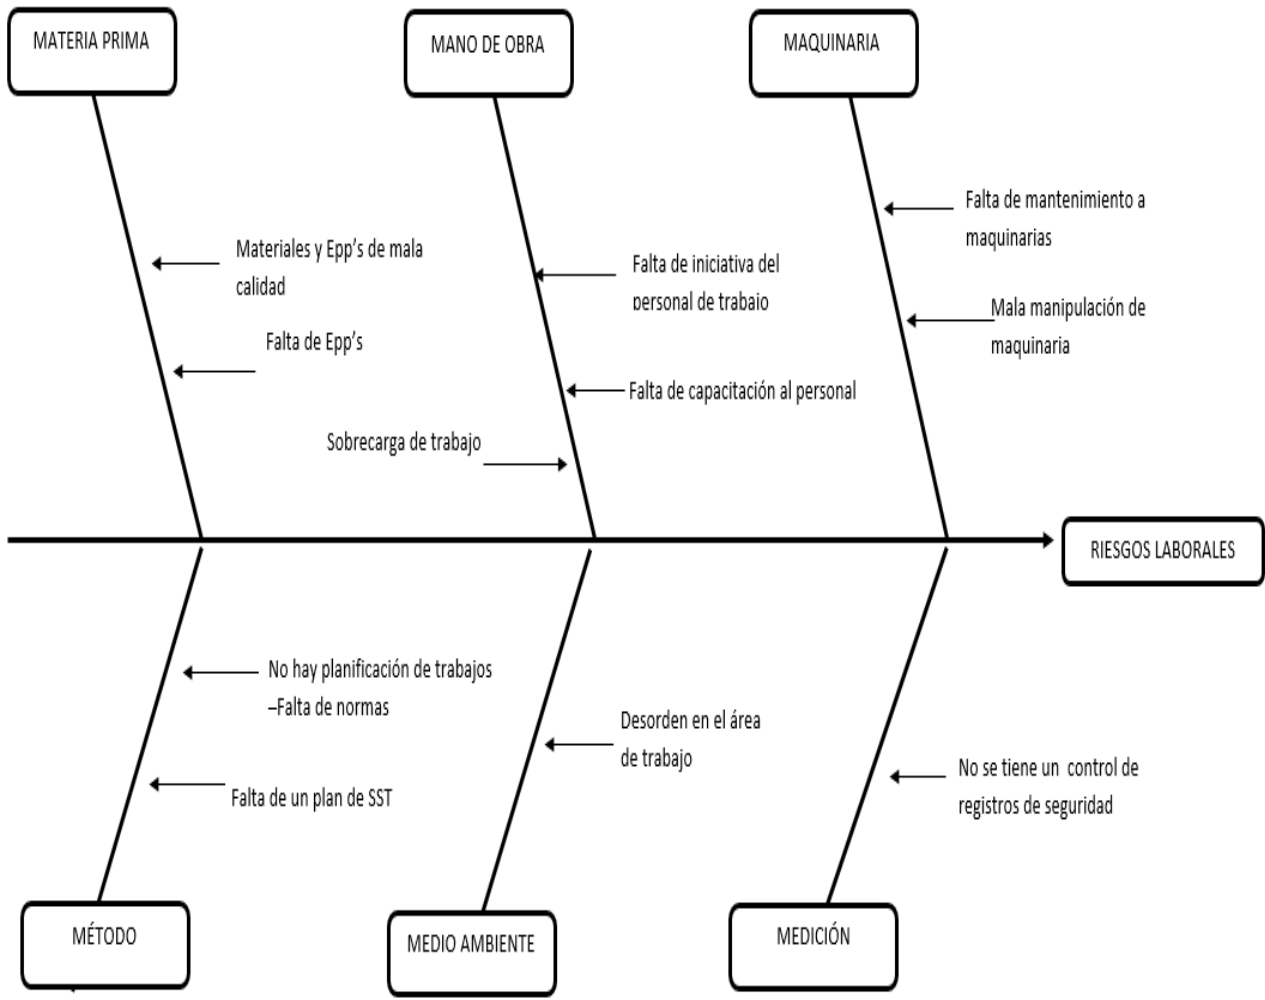 MATERIA PRIMA
MANO DE OBRA
MAQUINARIA
Falta de mantenimiento a
maquinarias
Materiales y Epp’s de mala
calidad
Falta de iniciativa del
personal de trabajo
Mala manipulación de
maquinaria
Falta de Epp’s
Falta de capacitación al personal
Sobrecarga de trabajo
RIESGOS LABORALES
No hay planificación de trabajos
–Falta de normas
Desorden en el área
de trabajo
No se tiene un control de
registros de seguridad
Falta de un plan de SST
MÉTODO
MEDIO AMBIENTE
MEDICIÓN